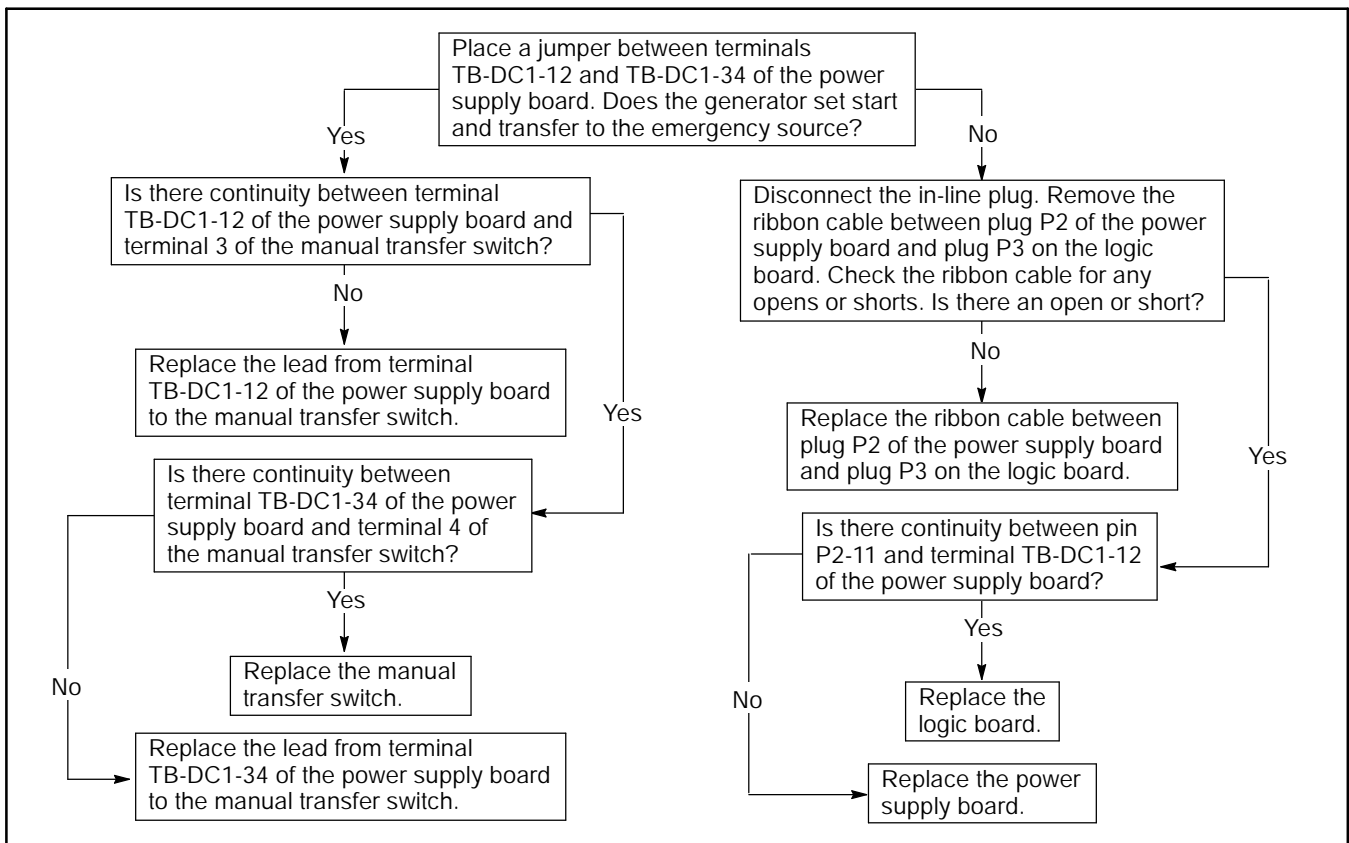 Place a jumper between terminals
TB-DC1-12 and TB-DC1-34 of the power
supply board. Does the generator set start
and transfer to the emergency source?
Yes
No
Is there continuity between terminal
TB-DC1-12 of the power supply board and
terminal 3 of the manual transfer switch?
No
Yes
Replace the lead from terminal
TB-DC1-12 of the power supply board
to the manual transfer switch.
Is there continuity between
terminal TB-DC1-34 of the power
supply board and terminal 4 of
the manual transfer switch?
Yes
No
Replace the manual
transfer switch.
Replace the lead from terminal
TB-DC1-34 of the power supply board
to the manual transfer switch.
Disconnect the in-line plug. Remove the
ribbon cable between plug P2 of the power
supply board and plug P3 on the logic
board. Check the ribbon cable for any
opens or shorts. Is there an open or short?
No
Yes
Replace the ribbon cable between
plug P2 of the power supply board
and plug P3 on the logic board.
Is there continuity between pin
P2-11 and terminal TB-DC1-12
of the power supply board?
Yes
No
Replace the
logic board.
Replace the power
supply board.